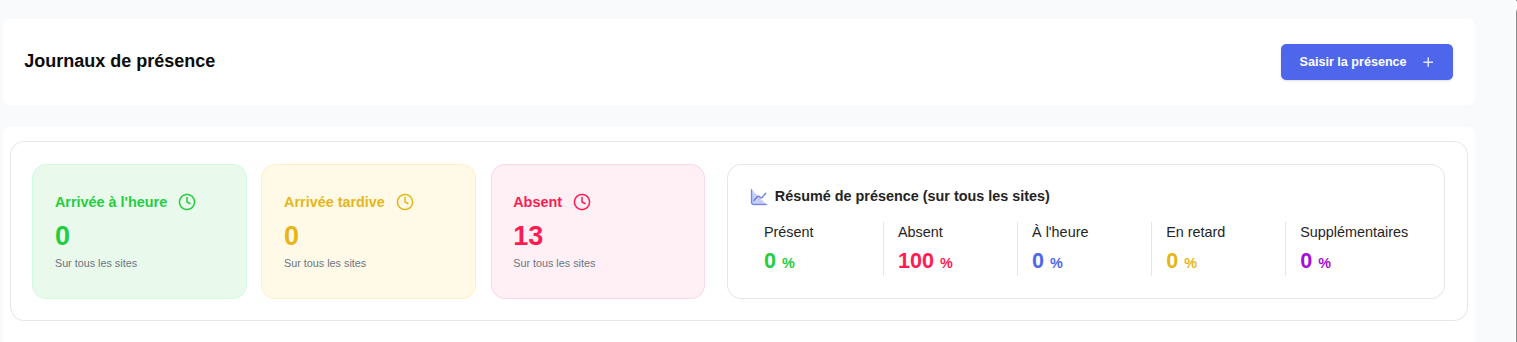 Journaux de présence
Saisir la présence +
Arrivée à l'heure
0
Sur tous les sites
Arrivée tardive
0
Sur tous les sites
Absent
13
Sur tous les sites
Résumé de présence (sur tous les sites)
Présent
0 %
Absent
100 %
À l'heure
0 %
En retard
0 %
Supplémentaires
0 %